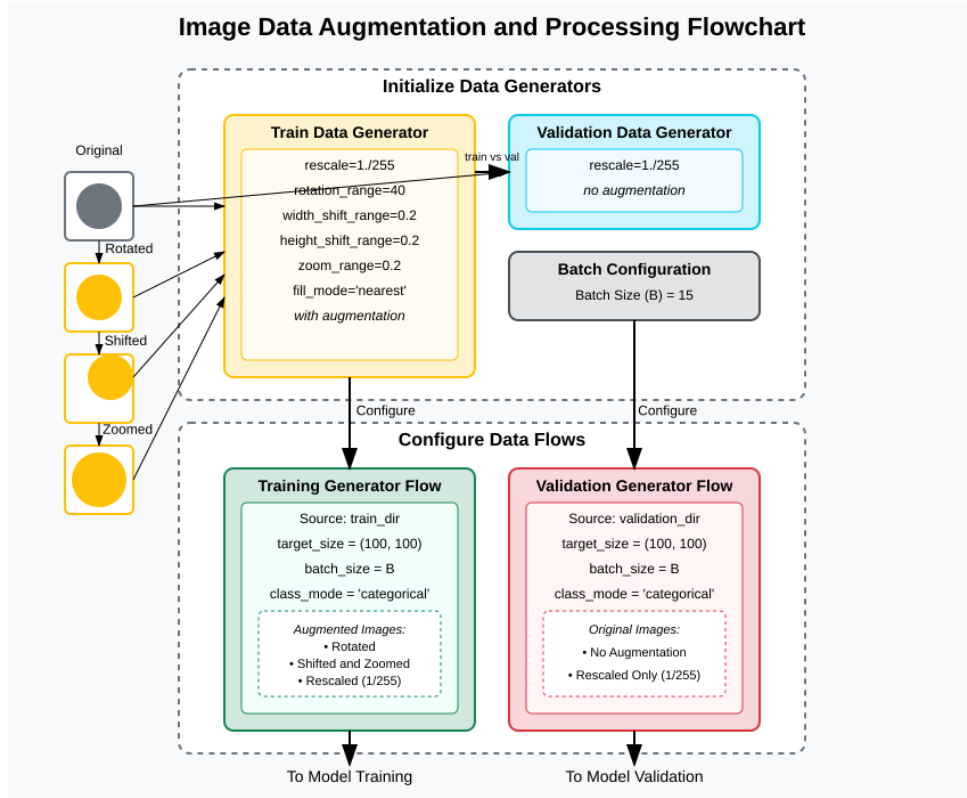 Image Data Augmentation and Processing Flowchart
Initialize Data Generators
Original
Rotated
Shifted
Zoomed
Train Data Generator
rescale=1./255
rotation_range=40
width_shift_range=0.2
height_shift_range=0.2
zoom_range=0.2
fill_mode='nearest'
with augmentation
train vs val
Validation Data Generator
rescale=1./255
no augmentation
Batch Configuration
Batch Size (B) = 15
Configure
Configure
Configure Data Flows
Training Generator Flow
Source: train_dir
target_size = (100, 100)
batch_size = B
class_mode = 'categorical'
Augmented Images:
• Rotated
• Shifted and Zoomed
• Rescaled (1/255)
Validation Generator Flow
Source: validation_dir
target_size = (100, 100)
batch_size = B
class_mode = 'categorical'
Original Images:
• No Augmentation
• Rescaled Only (1/255)
To Model Training
To Model Validation